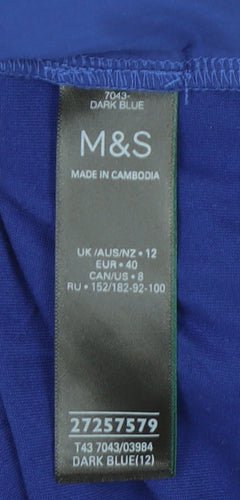 7043-
DARK BLUE
M&S
MADE IN CAMBODIA
UK /AUS/NZ • 12
EUR • 40
CAN/US • 8
RU • 152/182-92-100
27257579
T43 7043/03984
DARK BLUE(12)